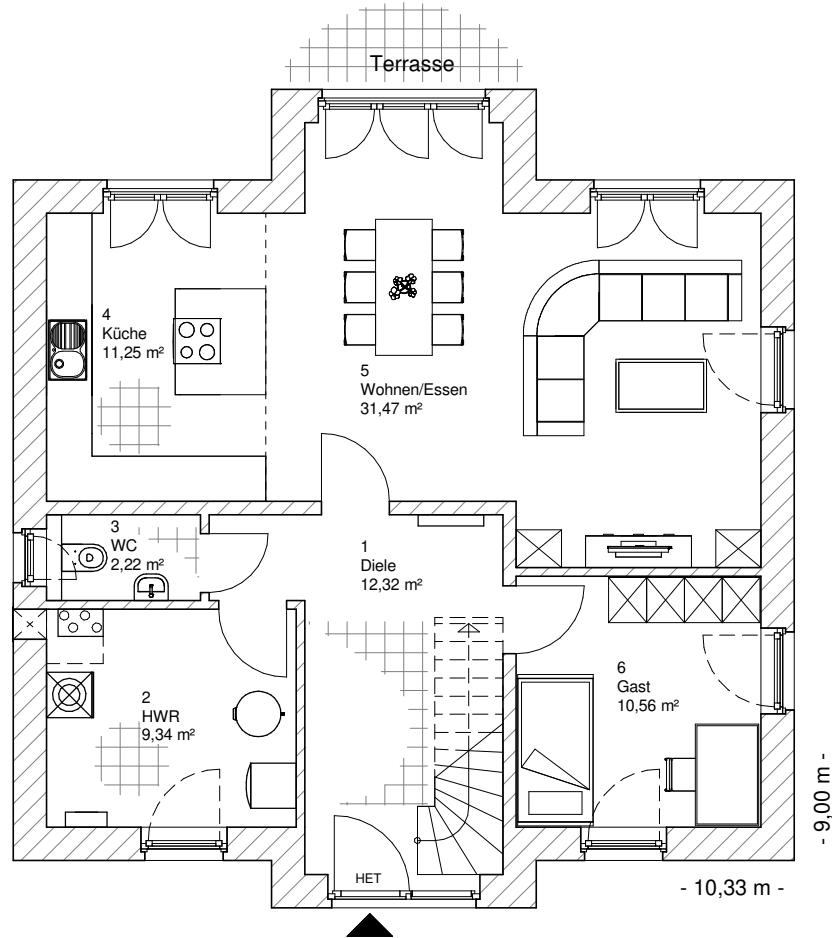 Terrasse
4
Küche
11,25 m²
5
Wohnen/Essen
31,47 m²
3
WC
2,22 m²
1
Diele
12,32 m²
6
Gast
10,56 m²
2
HWR
9,34 m²
HET
- 10,33 m -
- 9,00 m -